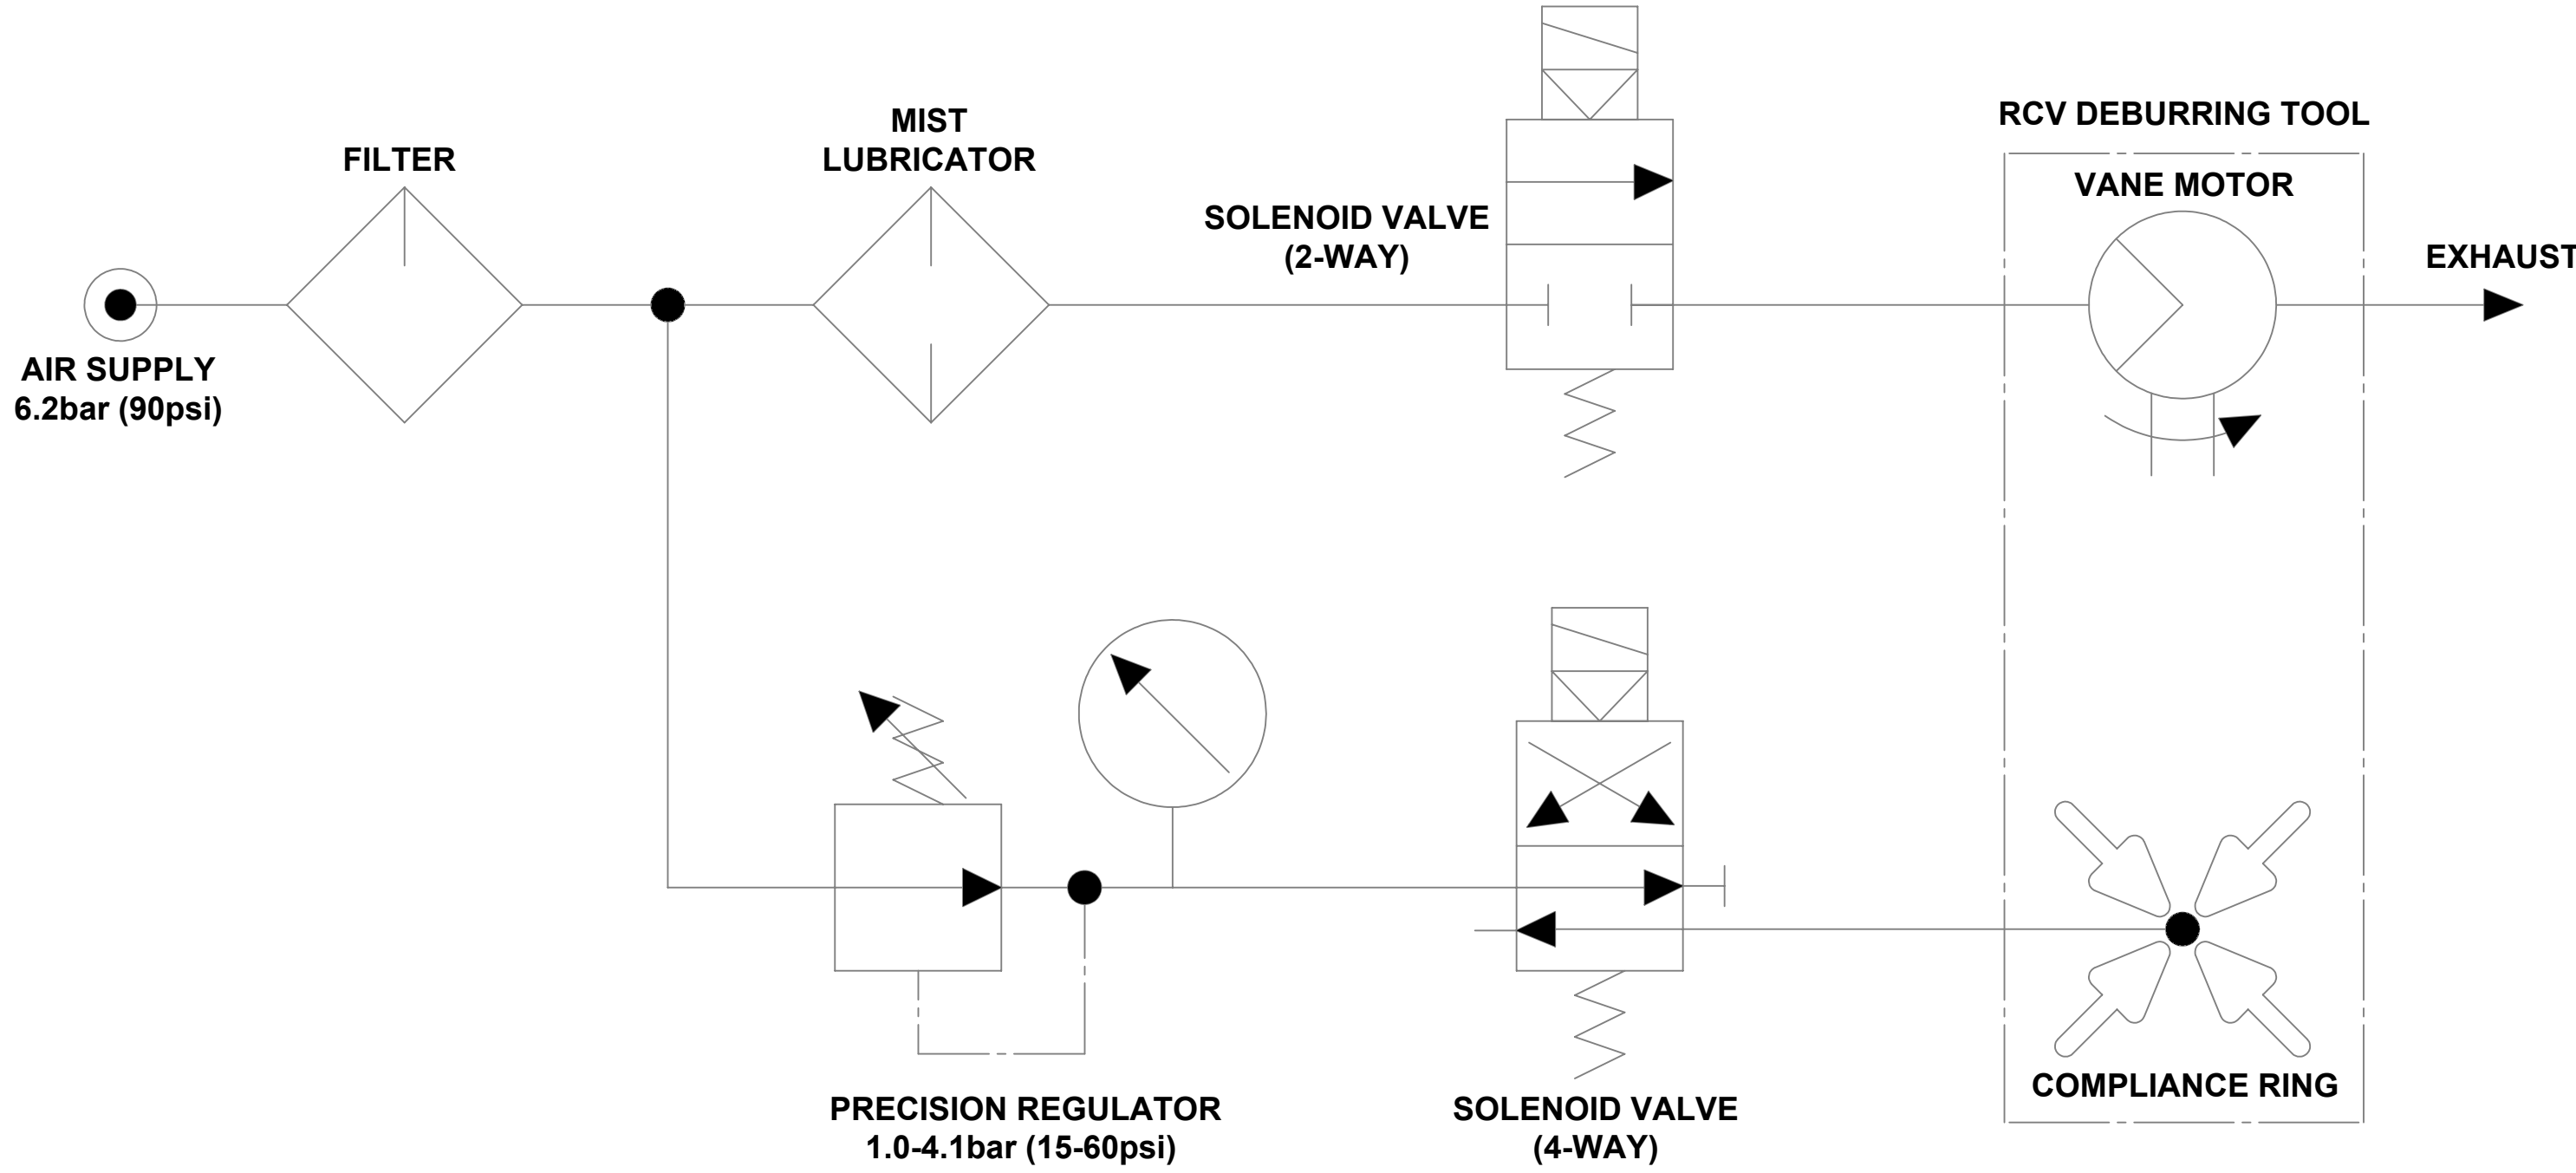 FILTER
MIST
LUBRICATOR
SOLENOID VALVE
(2-WAY)
RCV DEBURRING TOOL
VANE MOTOR
EXHAUST
AIR SUPPLY
6.2bar (90psi)
PRECISION REGULATOR
1.0-4.1bar (15-60psi)
SOLENOID VALVE
(4-WAY)
COMPLIANCE RING